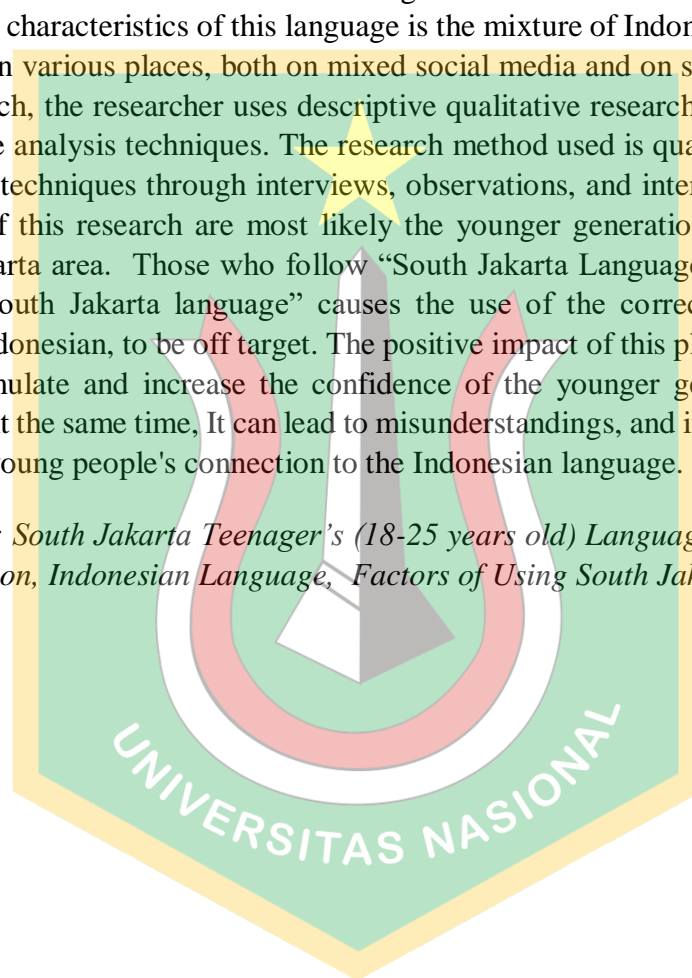 characteristics of this language is the mixture of Indon
n various places, both on mixed social media and on s
ch, the researcher uses descriptive qualitative research
e analysis techniques. The research method used is qua
techniques through interviews, observations, and inter
f this research are most likely the younger generation
arta area. Those who follow “South Jakarta Language
outh Jakarta language” causes the use of the correc
donesian, to be off target. The positive impact of this pl
mulate and increase the confidence of the younger ge
t the same time, It can lead to misunderstandings, and i
young people's connection to the Indonesian language.
: South Jakarta Teenager’s (18-25 years old) Languag
on, Indonesian Language, Factors of Using South Jak
UNIVERSITAS NASIONAL